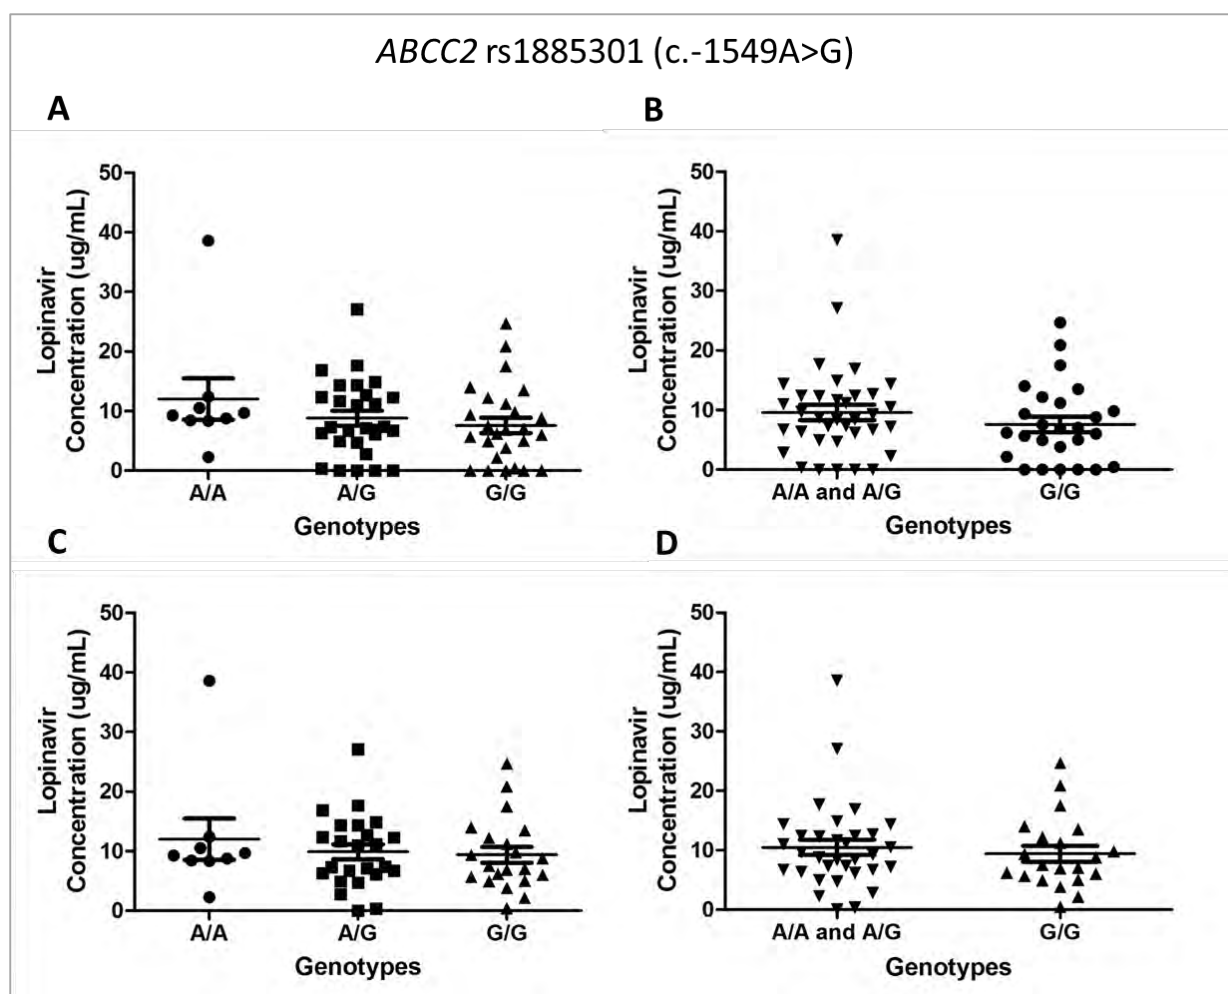 ABCC2 rs1885301 (c.-1549A>G)
A
B
Lopinavir
Concentration (ug/mL)
50
40
30
20
10
0
A/A
A/G
G/G
Genotypes
Lopinavir
Concentration (ug/mL)
50
40
30
20
10
0
A/A and A/G
G/G
Genotypes
C
D
Lopinavir
Concentration (ug/mL)
50
40
30
20
10
0
A/A
A/G
G/G
Genotypes
Lopinavir
Concentration (ug/mL)
50
40
30
20
10
0
A/A and A/G
G/G
Genotypes